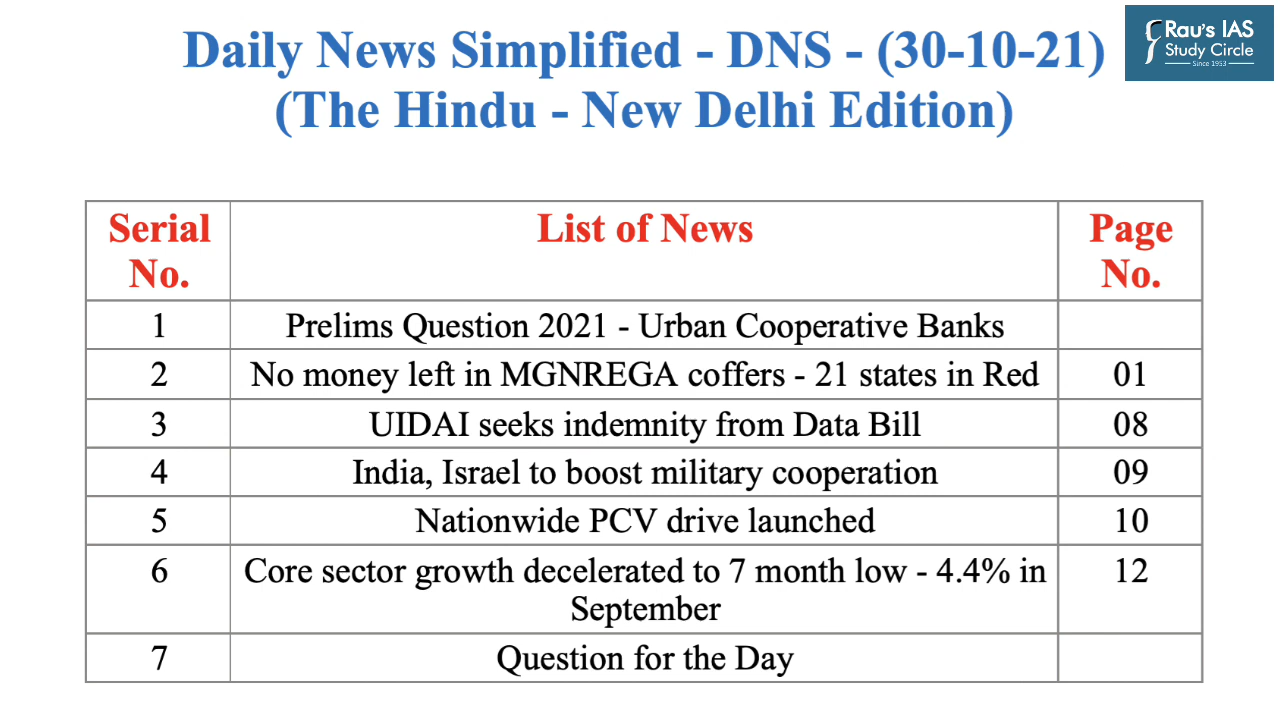 Daily News Simplified - DNS - (30-10-21)
(The Hindu - New Delhi Edition)
Rau's IAS
Study Circle
Since 1953
Serial No. List of News Page No.
1 Prelims Question 2021 - Urban Cooperative Banks
2 No money left in MGNREGA coffers - 21 states in Red 01
3 UIDAI seeks indemnity from Data Bill 08
4 India, Israel to boost military cooperation 09
5 Nationwide PCV drive launched 10
6 Core sector growth decelerated to 7 month low - 4.4% in 12
September
7 Question for the Day